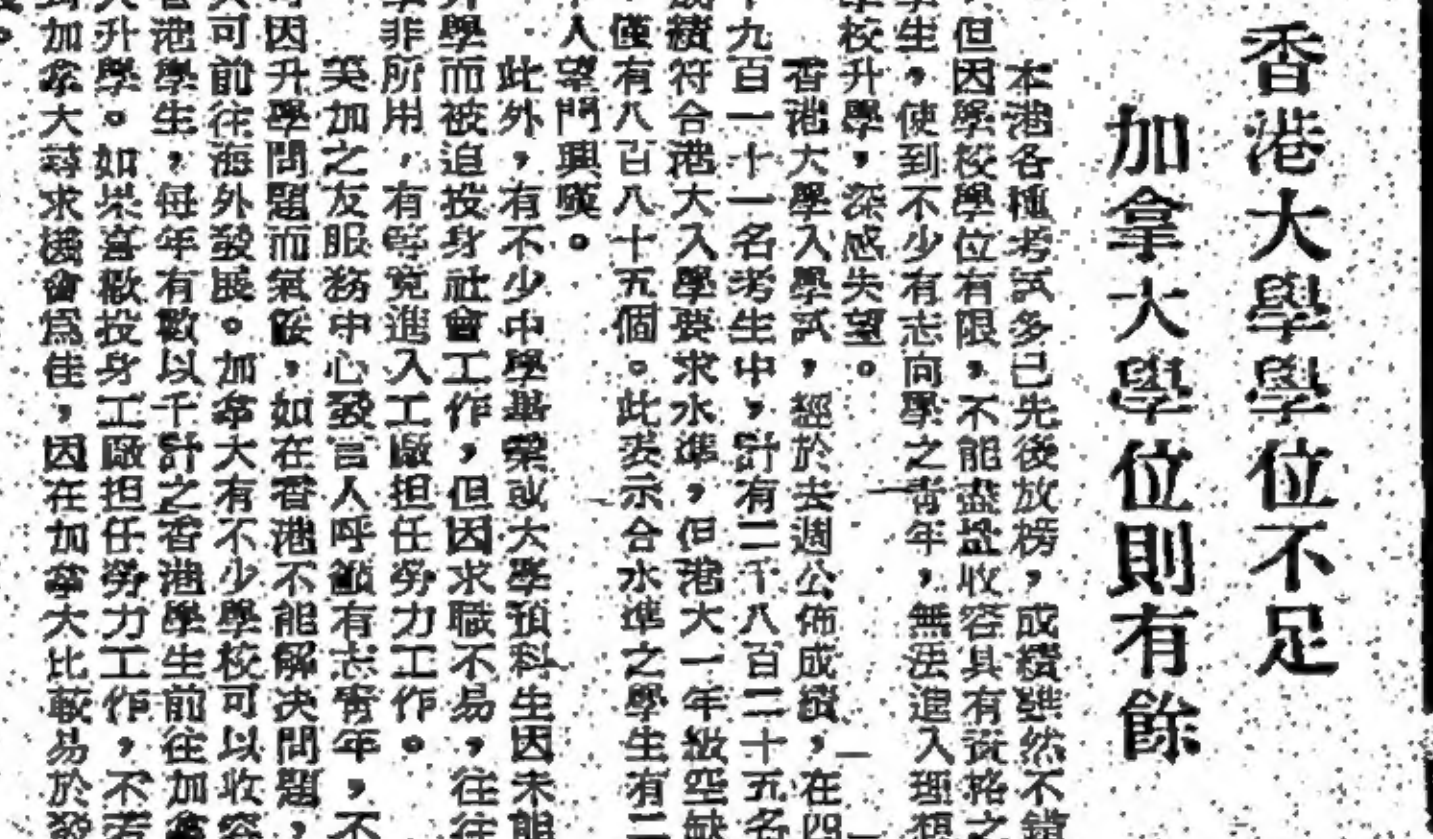 香港大學學位不足
加拿大學位則有餘
本港各種考試多已先後放榜,成績雖然不錯
但因學校學位有限,不能盡量收容具有資格之
學生,使到不少有志向學之青年,無法進入理想
學校升學,深感失望。
香港大學入學試,經於去週公佈成績,在四
九百一十一名考生中,計有二千八百二十五名
成績符合港大入學要求水準,但港大一年級空缺
僅有八百八十五個。此表示合水準之學生有二
人望門興嘆。
此外,有不少中學畢業或大學預科生因未能
升學而被迫投身社會工作,但因求職不易,往往
學非所用,有等竟進入工廠担任勞力工作。
英加之友服務中心發言人呼籲有志青年,不
可因升學問題而氣餒,如在香港不能解决問題,
大可前往海外發展。加拿大有不少學校可以收容
香港學生,每年有數以千計之香港學生前往加拿
大升學。如果喜歡投身工廠担任勞力工作,不若
到加拿大尋求機會爲佳,因在加拿大比較易於發